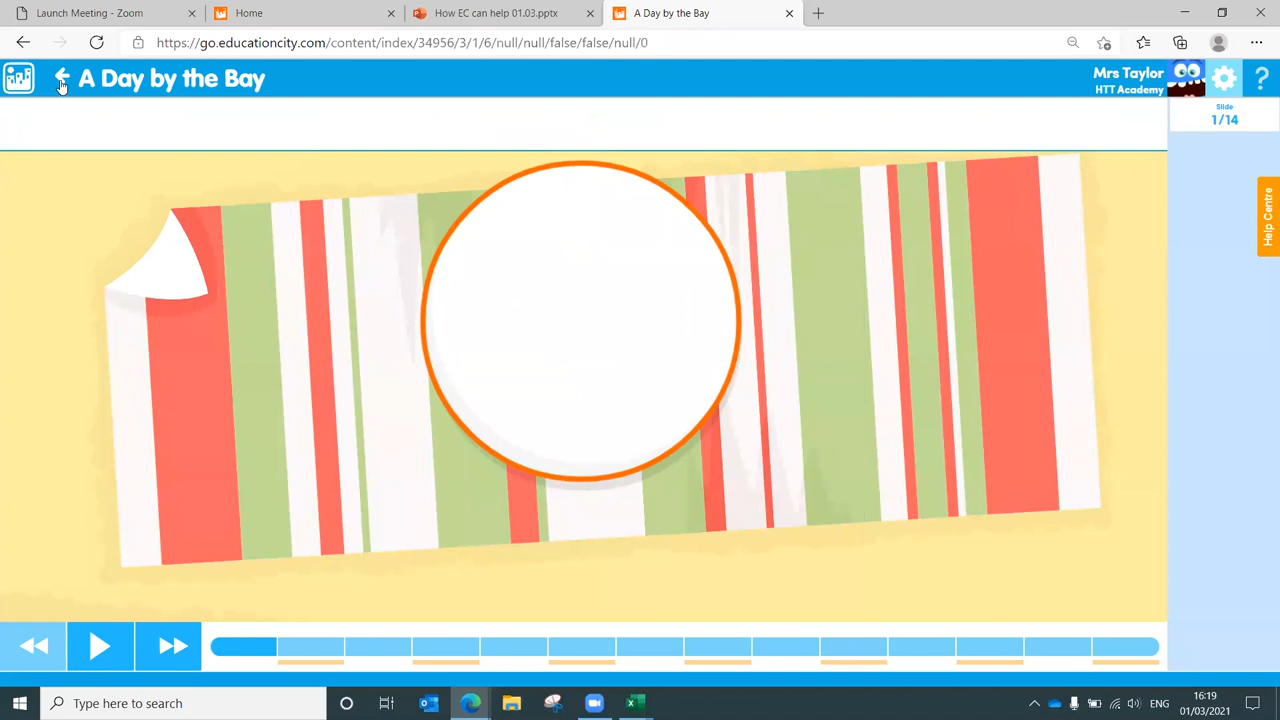 Launch Meeting - Zoom
Home
How EC can help 01.03.pptx
A Day by the Bay
https://go.educationcity.com/content/index/34956/3/1/6/null/null/false/false/null/0
A Day by the Bay
Mrs Taylor
HTT Academy
?
Slide
1/14
Help Centre
Type here to search
ENG
16:19
01/03/2021